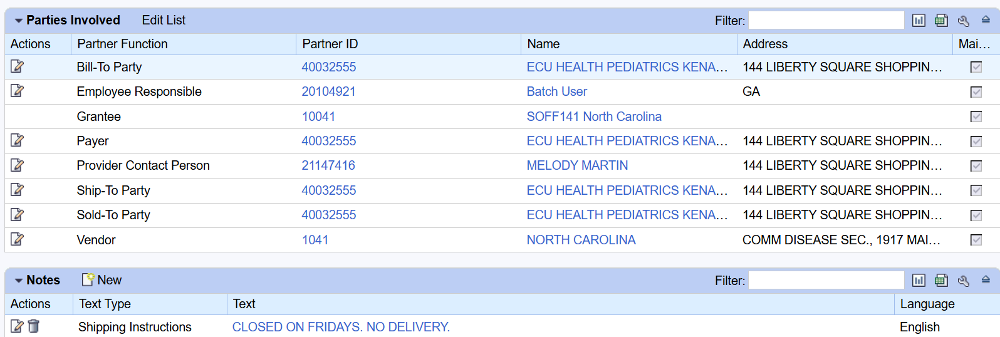 Parties Involved Edit List Filter:
Actions Partner Function Partner ID Name Address Mai...
Bill-To Party 40032555 ECU HEALTH PEDIATRICS KENA... 144 LIBERTY SQUARE SHOPPIN...
Employee Responsible 20104921 Batch User GA
Grantee 10041 SOFF141 North Carolina
Payer 40032555 ECU HEALTH PEDIATRICS KENA... 144 LIBERTY SQUARE SHOPPIN...
Provider Contact Person 21147416 MELODY MARTIN 144 LIBERTY SQUARE SHOPPIN...
Ship-To Party 40032555 ECU HEALTH PEDIATRICS KENA... 144 LIBERTY SQUARE SHOPPIN...
Sold-To Party 40032555 ECU HEALTH PEDIATRICS KENA... 144 LIBERTY SQUARE SHOPPIN...
Vendor 1041 NORTH CAROLINA COMM DISEASE SEC., 1917 MAI...
Notes New Filter:
Actions Text Type Text Language
Shipping Instructions CLOSED ON FRIDAYS. NO DELIVERY. English